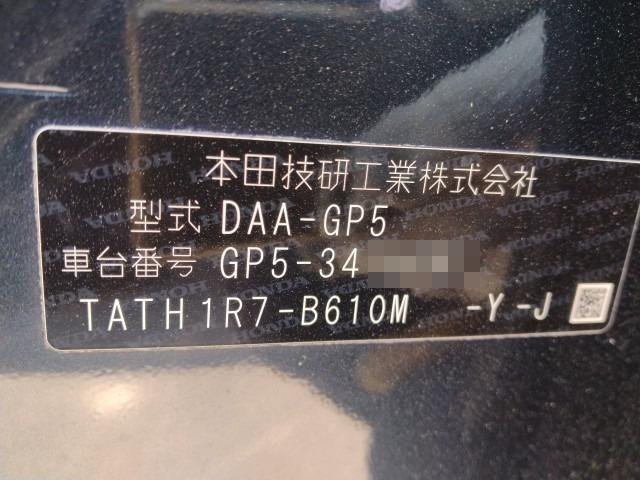 本田技研工業株式会社
型式 DAA-GP5
車台番号 GP5-34
TATH1R7-B610M -Y-J